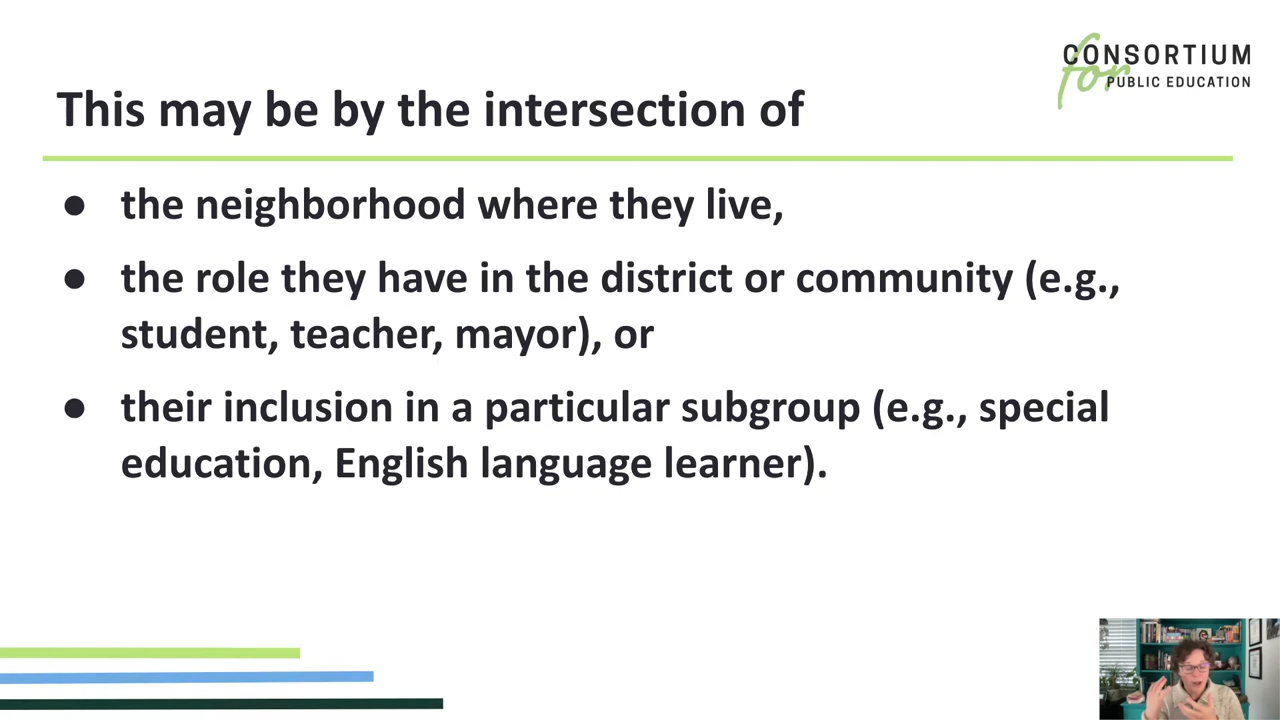 CONSORTIUM
for PUBLIC EDUCATION
This may be by the intersection of
● the neighborhood where they live,
● the role they have in the district or community (e.g.,
student, teacher, mayor), or
● their inclusion in a particular subgroup (e.g., special
education, English language learner).